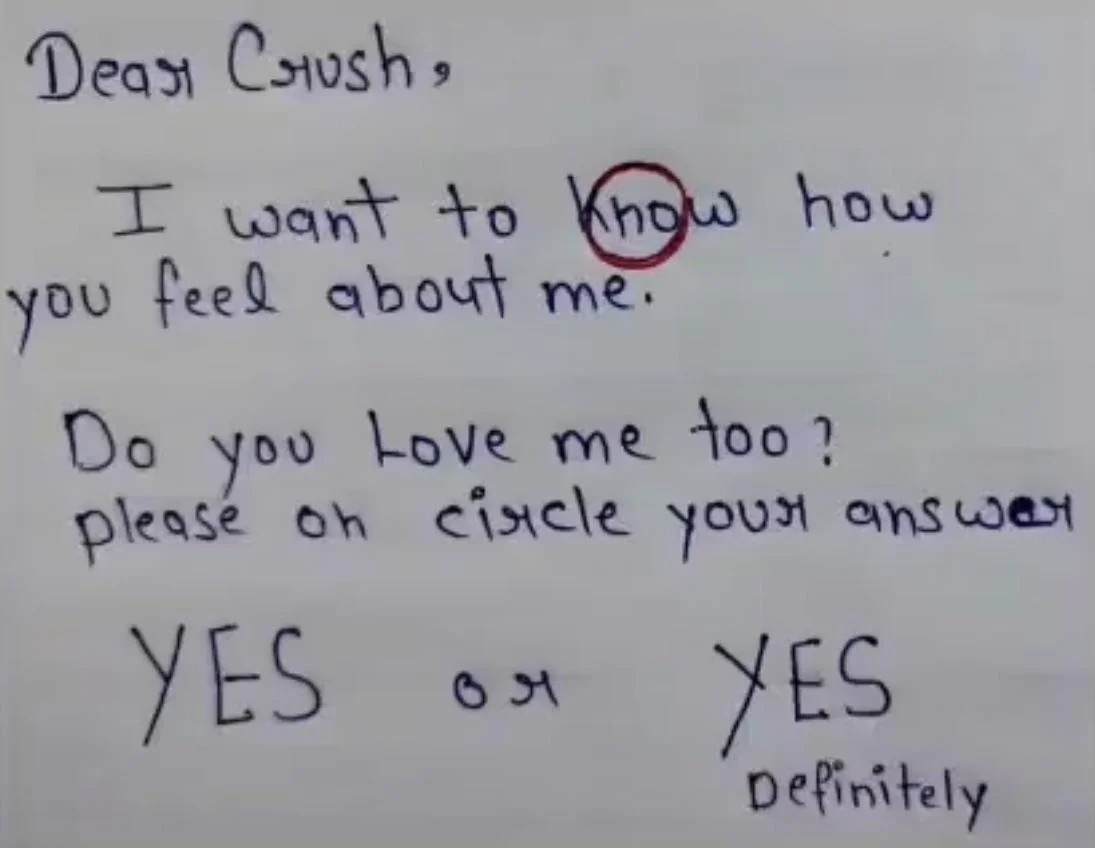 Dear Crush,
I want to know how
you feel about me.
Do you Love me too?
please on circle your answer
YES or YES
Definitely